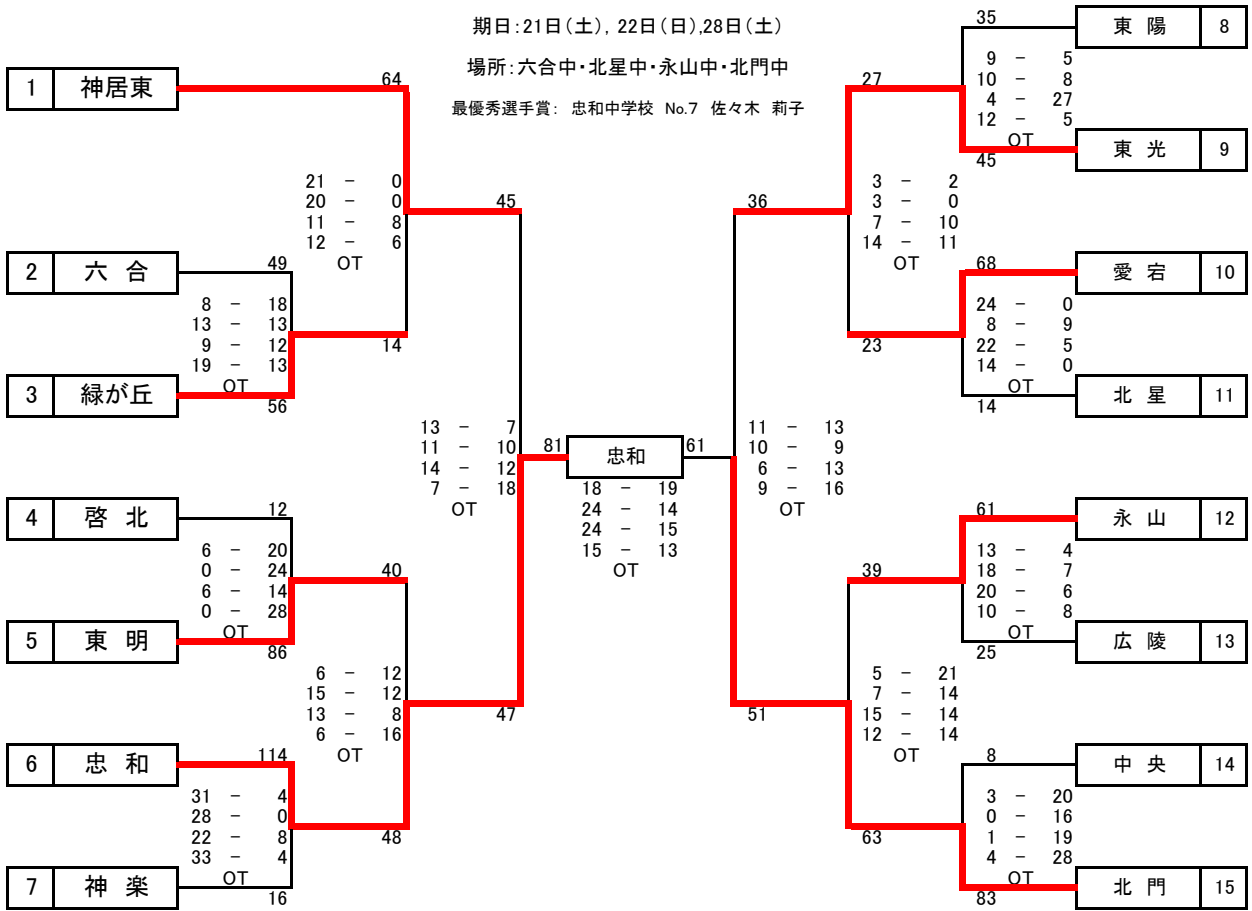 期日:21日(土), 22日(日),28日(土)
場所:六合中・北星中・永山中・北門中
最優秀選手賞: 忠和中学校 No.7 佐々木 莉子
1 神居東
64
21 － 0
20 － 0
11 － 8
12 － 6
OT
45
2 六 合
49
8 － 18
13 － 13
9 － 12
19 － 13
OT
14
3 緑が丘
56
13 － 7
11 － 10
14 － 12
7 － 18
OT
4 啓 北
12
6 － 20
0 － 24
6 － 14
0 － 28
OT
40
5 東 明
86
6 － 12
15 － 12
13 － 8
6 － 16
OT
47
6 忠 和
114
31 － 4
28 － 0
22 － 8
33 － 4
OT
48
7 神 楽
16
81 忠和 61
18 － 19
24 － 14
24 － 15
15 － 13
OT
35
東 陽 8
9 － 5
10 － 8
4 － 27
12 － 5
OT
27
東 光 9
45
36
3 － 2
3 － 0
7 － 10
14 － 11
OT
68
愛 宕 10
24 － 0
8 － 9
22 － 5
14 － 0
OT
23
北 星 11
14
11 － 13
10 － 9
6 － 13
9 － 16
OT
61
永 山 12
13 － 4
18 － 7
20 － 6
10 － 8
OT
39
広 陵 13
25
5 － 21
7 － 14
15 － 14
12 － 14
OT
51
8
中 央 14
3 － 20
0 － 16
1 － 19
4 － 28
OT
63
北 門 15
83